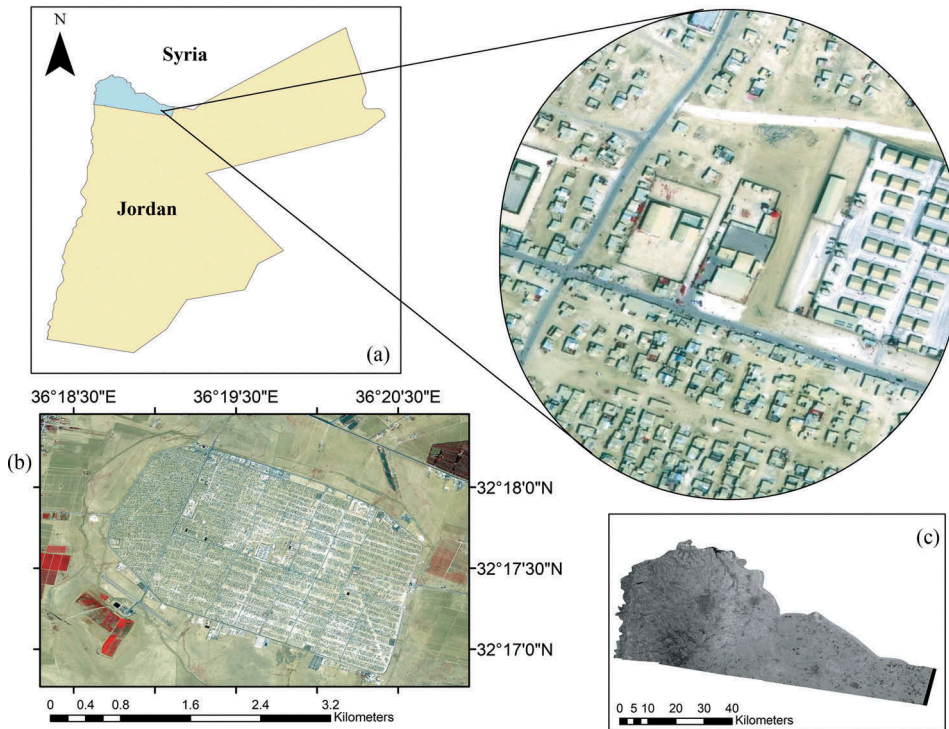 N
Syria
Jordan
(a)
36°18'30"E 36°19'30"E 36°20'30"E
(b)
32°18'0"N
32°17'30"N
32°17'0"N
0 0.4 0.8 1.6 2.4 3.2
Kilometers
(c)
0 5 10 20 30 40
Kilometers